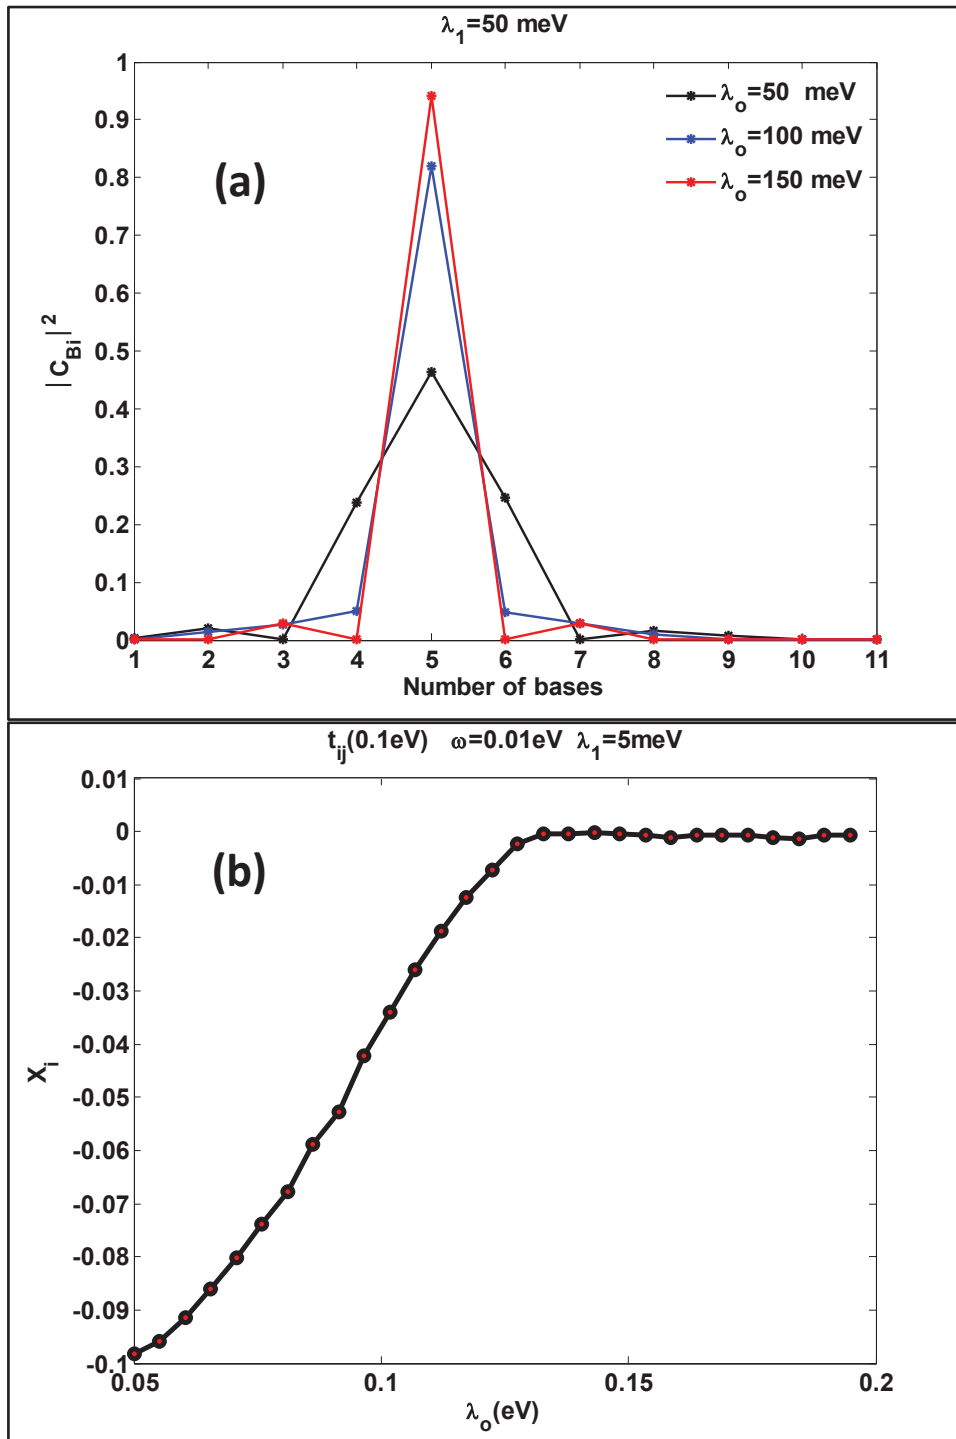 λ1=50 meV
1
0.9
0.8
0.7
0.6
0.5
0.4
0.3
0.2
0.1
0
(a)
λo=50 meV
λo=100 meV
λo=150 meV
|CBi|2
1 2 3 4 5 6 7 8 9 10 11
Number of bases
tij(0.1eV) ω=0.01eV λ1=5meV
0.01
0
-0.01
-0.02
-0.03
-0.04
-0.05
-0.06
-0.07
-0.08
-0.09
-0.1
(b)
Xi
0.05 0.1 0.15 0.2
λo(eV)